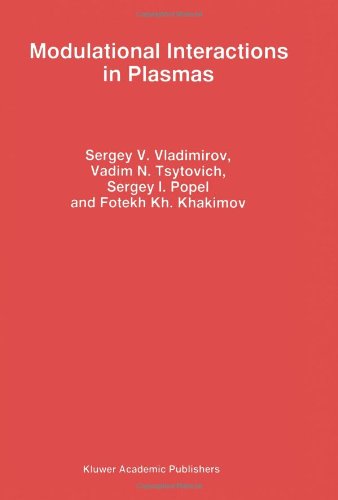 Modulational Interactions
in Plasmas
Sergey V. Vladimirov,
Vadim N. Tsytovich,
Sergey I. Popel
and Fotekh Kh. Khakimov
Kluwer Academic Publishers